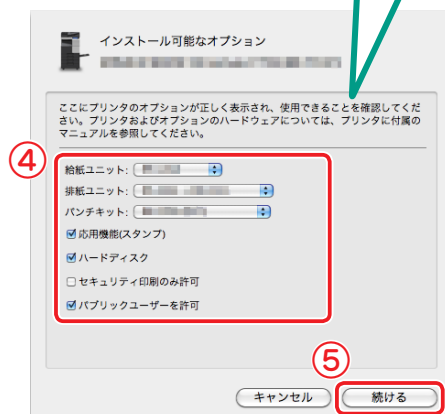 インストール可能なオプション
ここにプリンタのオプションが正しく表示され、使用できることを確認してくだ
さい。プリンタおよびオプションのハードウェアについては、プリンタに付属の
マニュアルを参照してください。
④
給紙ユニット:
排紙ユニット:
パンチキット:
応用機能(スタンプ)
ハードディスク
セキュリティ印刷のみ許可
パブリックユーザーを許可
⑤
キャンセル 続ける